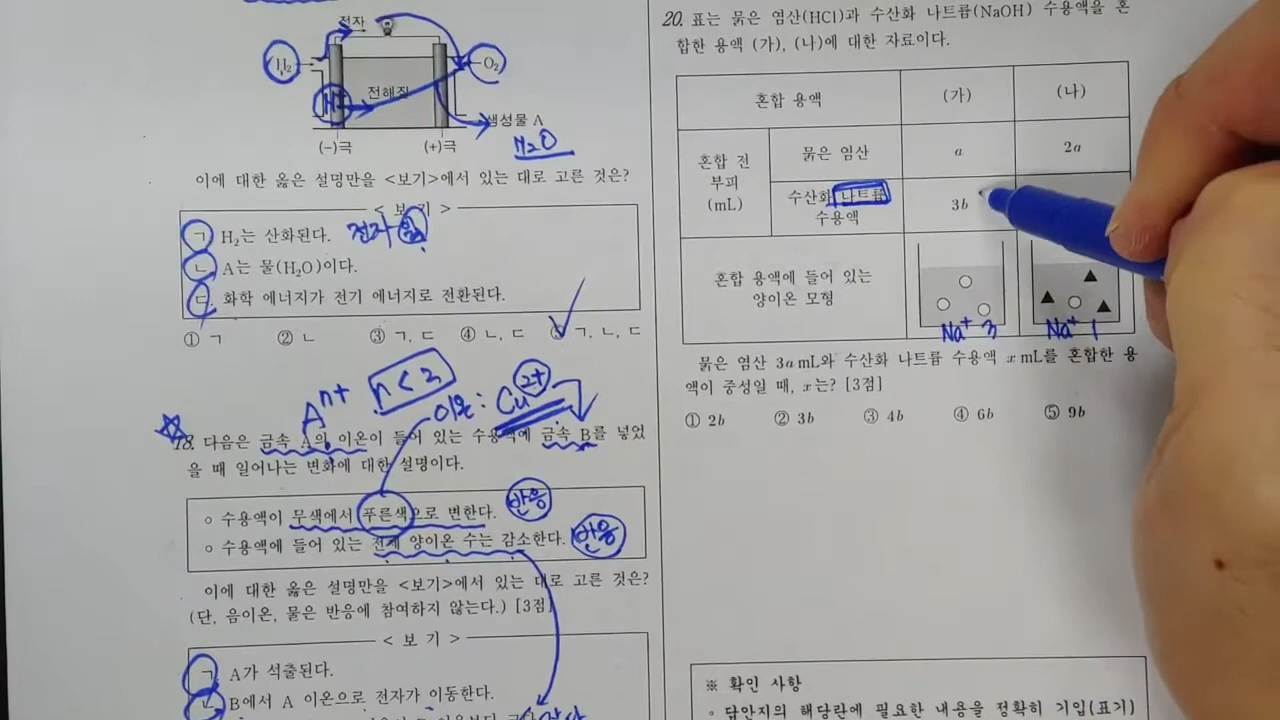 전자
H₂
O₂
H⁺
전해질
생성물 A
H₂O
(−)극
(+)극
이에 대한 옳은 설명만을 <보기>에서 있는 대로 고른 것은?
< 보 기 >
ㄱ. H₂는 산화된다. 전자
ㄴ. A는 물(H₂O)이다.
ㄷ. 화학 에너지가 전기 에너지로 전환된다.
① ㄱ ② ㄴ ③ ㄱ, ㄷ ④ ㄴ, ㄷ ⑤ ㄱ, ㄴ, ㄷ
Aⁿ⁺ n<2 이온: Cu²⁺
18. 다음은 금속 A의 이온이 들어 있는 수용액에 금속 B를 넣었
을 때 일어나는 변화에 대한 설명이다.
○ 수용액이 무색에서 푸른색으로 변한다. 반응
○ 수용액에 들어 있는 전체 양이온 수는 감소한다. 반응
이에 대한 옳은 설명만을 <보기>에서 있는 대로 고른 것은?
(단, 음이온, 물은 반응에 참여하지 않는다.) [3점]
< 보 기 >
ㄱ. A가 석출된다.
ㄴ. B에서 A 이온으로 전자가 이동한다.
20. 표는 묽은 염산(HCl)과 수산화 나트륨(NaOH) 수용액을 혼
합한 용액 (가), (나)에 대한 자료이다.
혼합 용액 (가) (나)
혼합 전
부피
(mL)
묽은 염산 a 2a
수산화 나트륨
수용액
3b
혼합 용액에 들어 있는
양이온 모형
Na⁺ 3
Na⁺ 1
묽은 염산 3a mL와 수산화 나트륨 수용액 x mL를 혼합한 용
액이 중성일 때, x는? [3점]
① 2b ② 3b ③ 4b ④ 6b ⑤ 9b
※ 확인 사항
◦ 답안지의 해당란에 필요한 내용을 정확히 기입(표기)